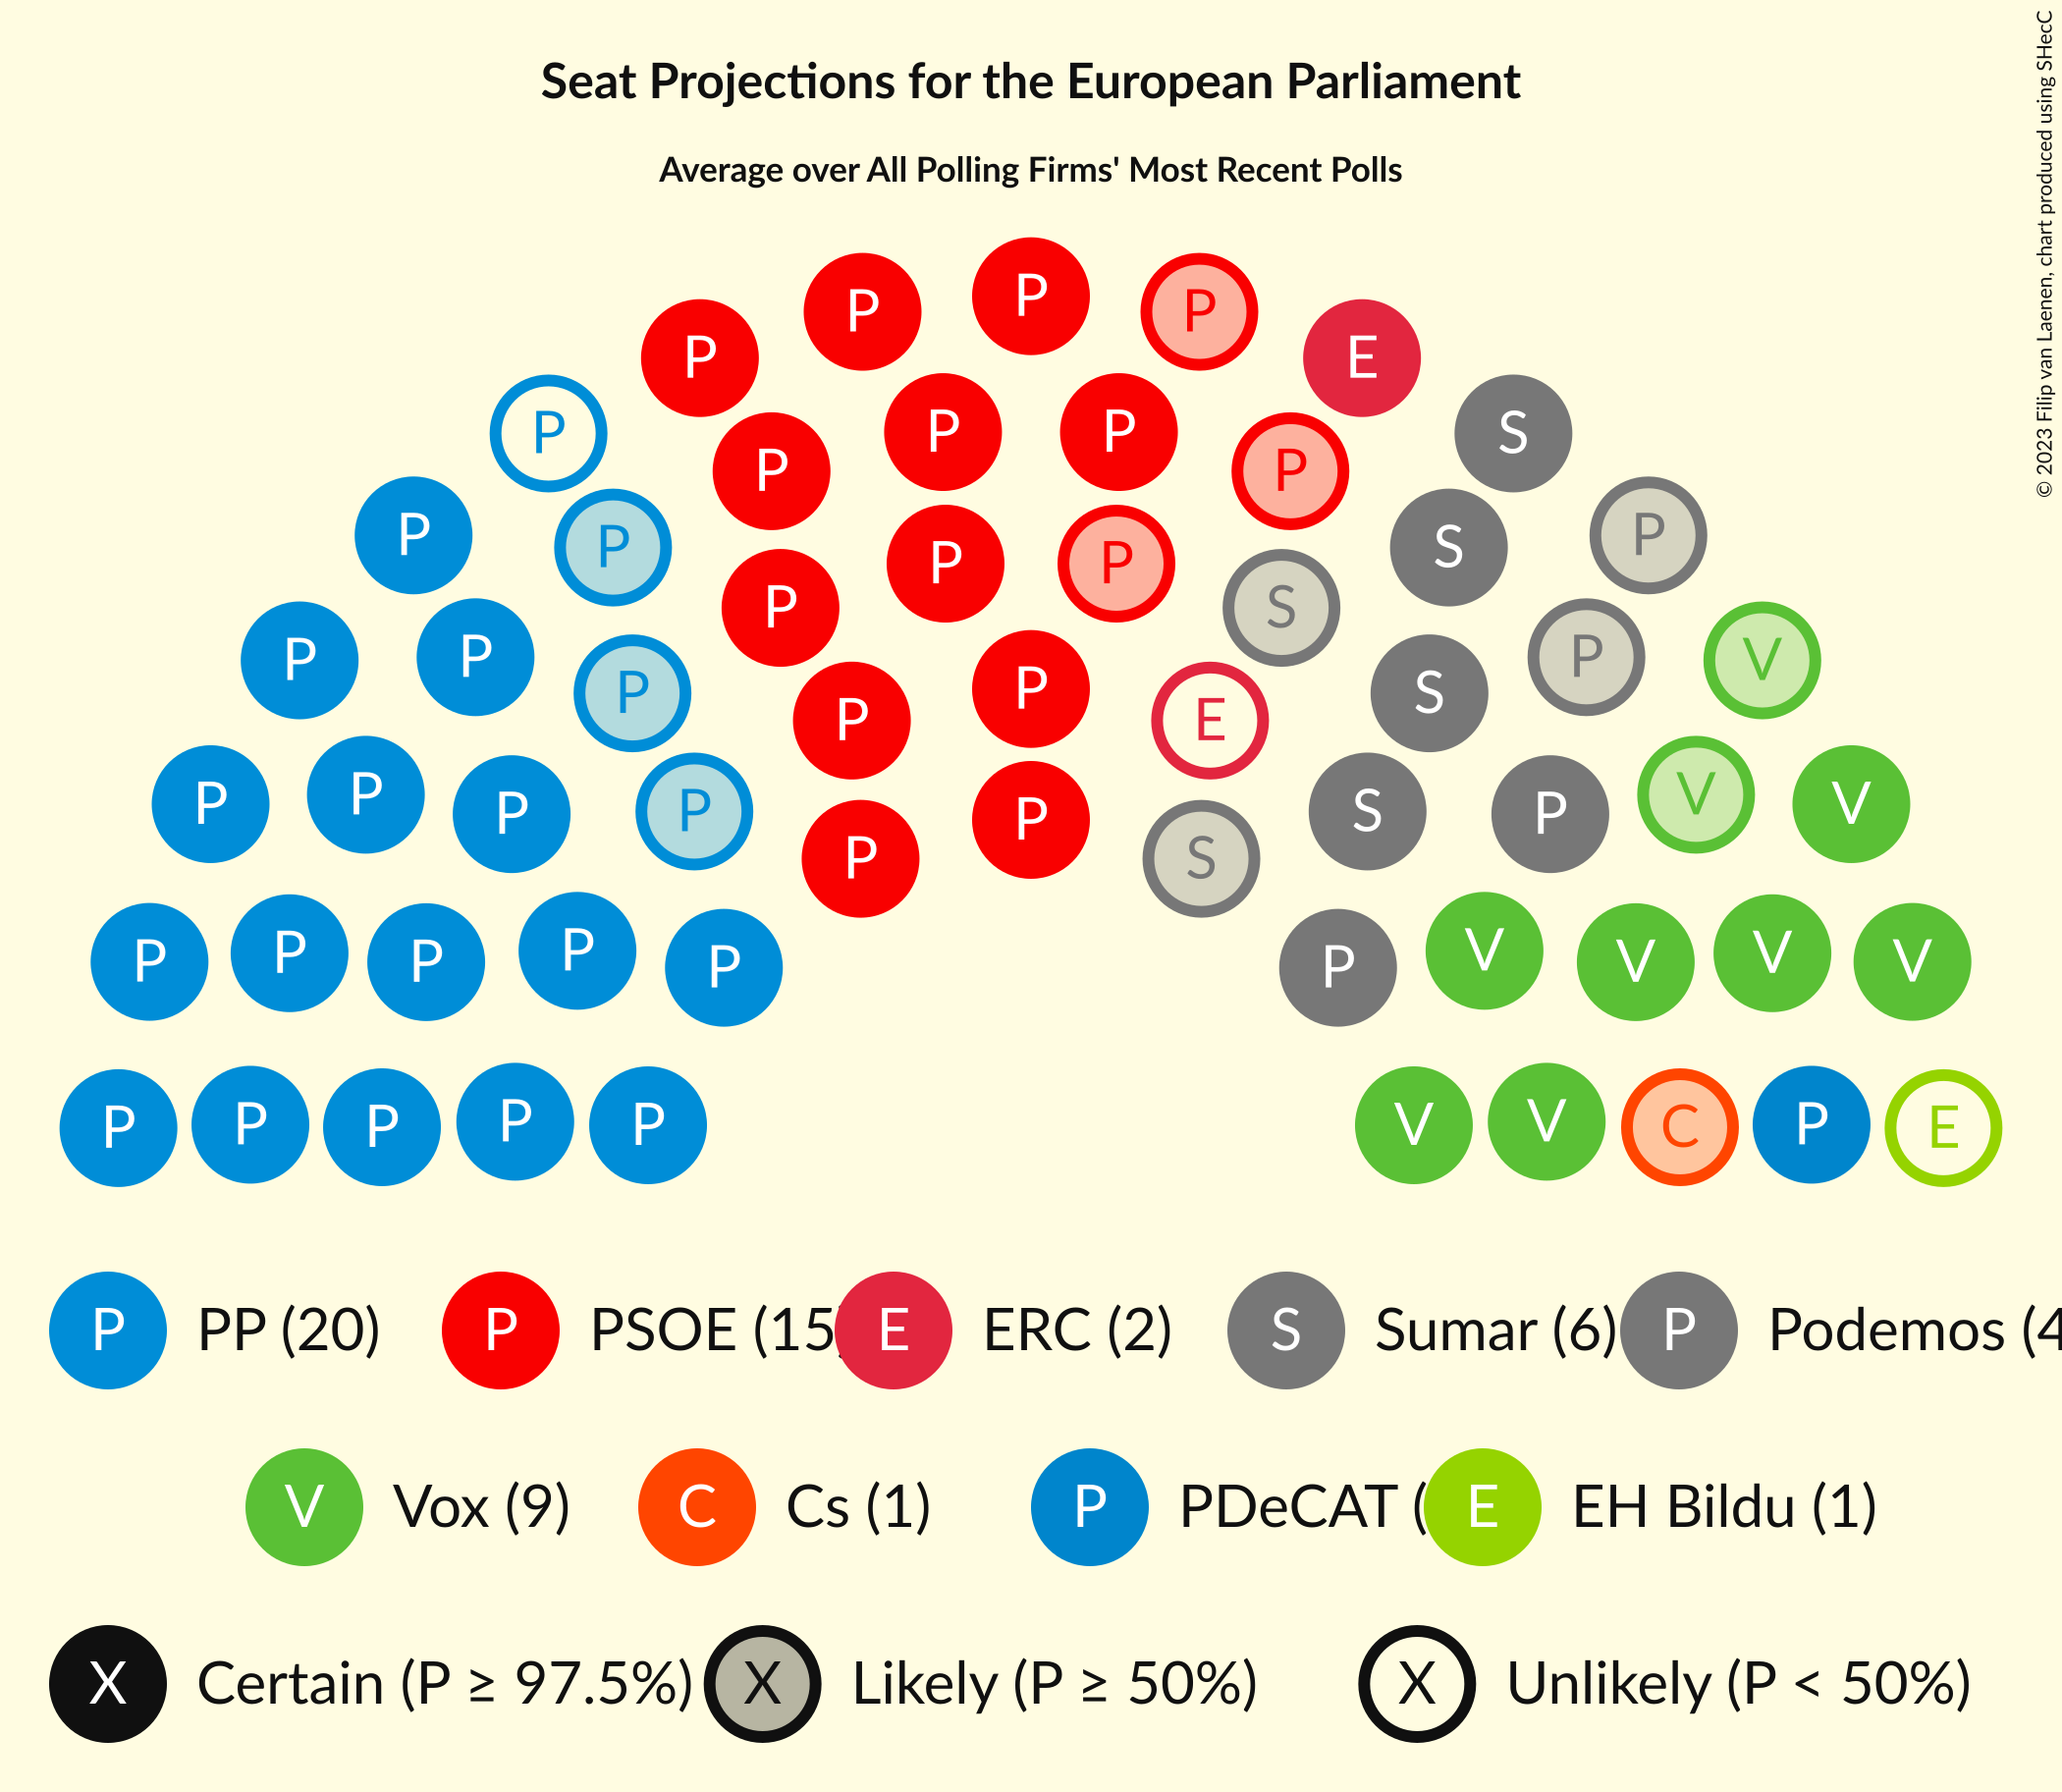 Seat Projections for the European Parliament
Average over All Polling Firms' Most Recent Polls
© 2023 Filip van Laenen, chart produced using SHecC
P
P P
P E
P P
P P
P S
P P
P S
P P
P P
P P
S P
P P
P V
P P
E S
P P P P
S P V V
P P
S
P P P P P
P V V V V
P P P P P
V V C P E
P PP (20) P PSOE (15 E ERC (2) S Sumar (6) P Podemos (4
V Vox (9) C Cs (1) P PDeCAT ( E EH Bildu (1)
X Certain (P ≥ 97.5%) X Likely (P ≥ 50%) X Unlikely (P < 50%)